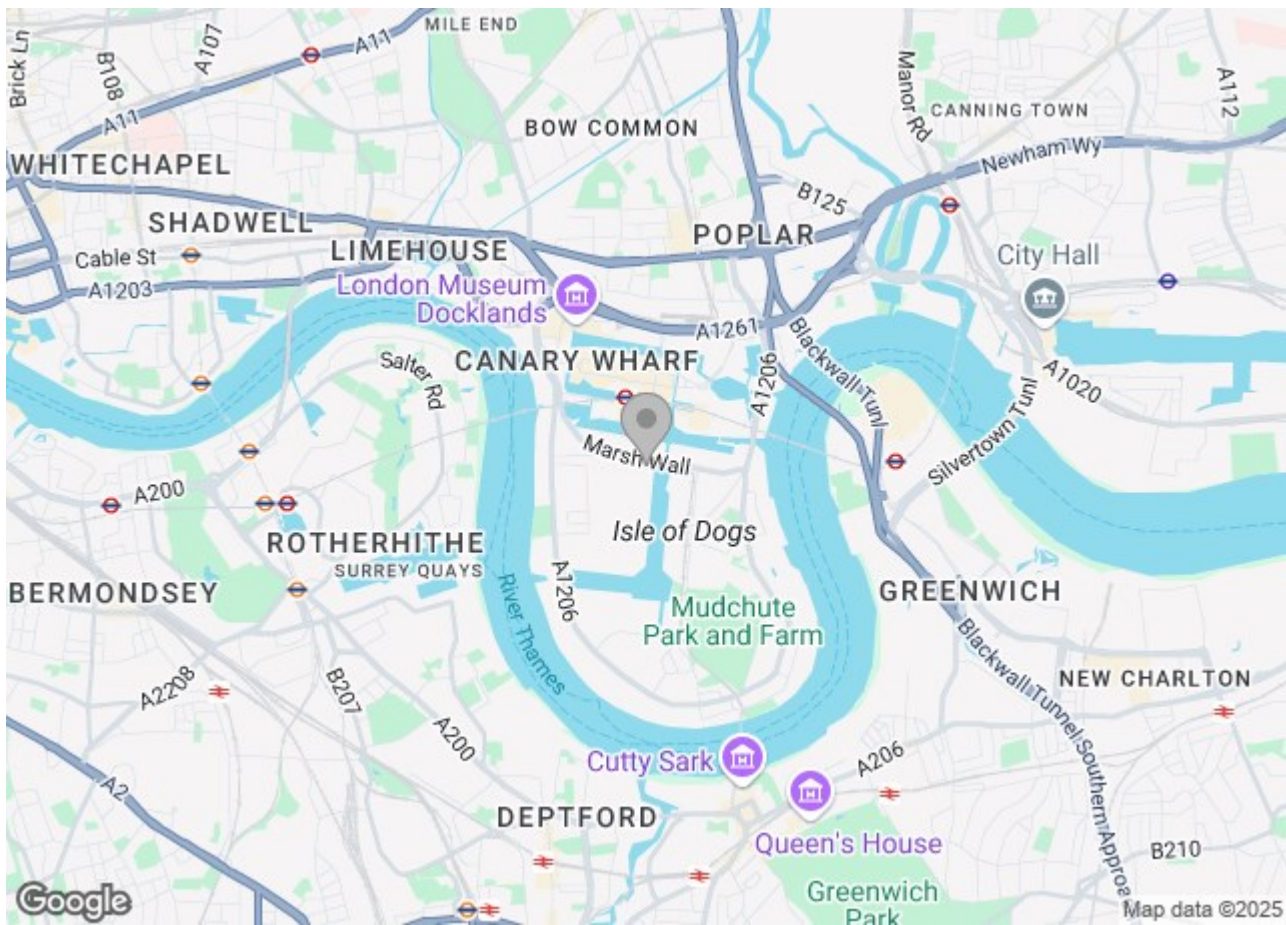 MILE END
A107
A11
Brick Ln
B108
Manor Rd
A112
CANNING TOWN
BOW COMMON
A11
Newham Wy
WHITECHAPEL
B125
SHADWELL
POPLAR
LIMEHOUSE
Cable St
City Hall
A1203
London Museum
Docklands
A1261
Blackwall Tunl
CANARY WHARF
Salter Rd
A1206
A1020
Silvertown Tunl
Marsh Wall
A200
Isle of Dogs
ROTHERHITHE
SURREY QUAYS
BERMONDSEY
A1206
River Thames
GREENWICH
Mudchute
Park and Farm
Blackwall Tunnel Southern Approa
A2208
B207
NEW CHARLTON
A200
A206
Cutty Sark
A2
DEPTFORD
Queen's House
B210
Greenwich
Park
Google
Map data ©2025